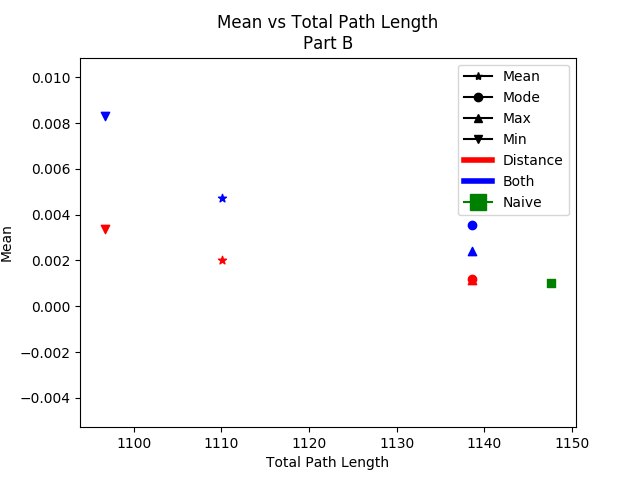 Mean vs Total Path Length
Part B
0.010
0.008
0.006
0.004
0.002
0.000
−0.002
−0.004
Mean
Mean
Mode
Max
Min
Distance
Both
Naive
1100 1110 1120 1130 1140 1150
Total Path Length